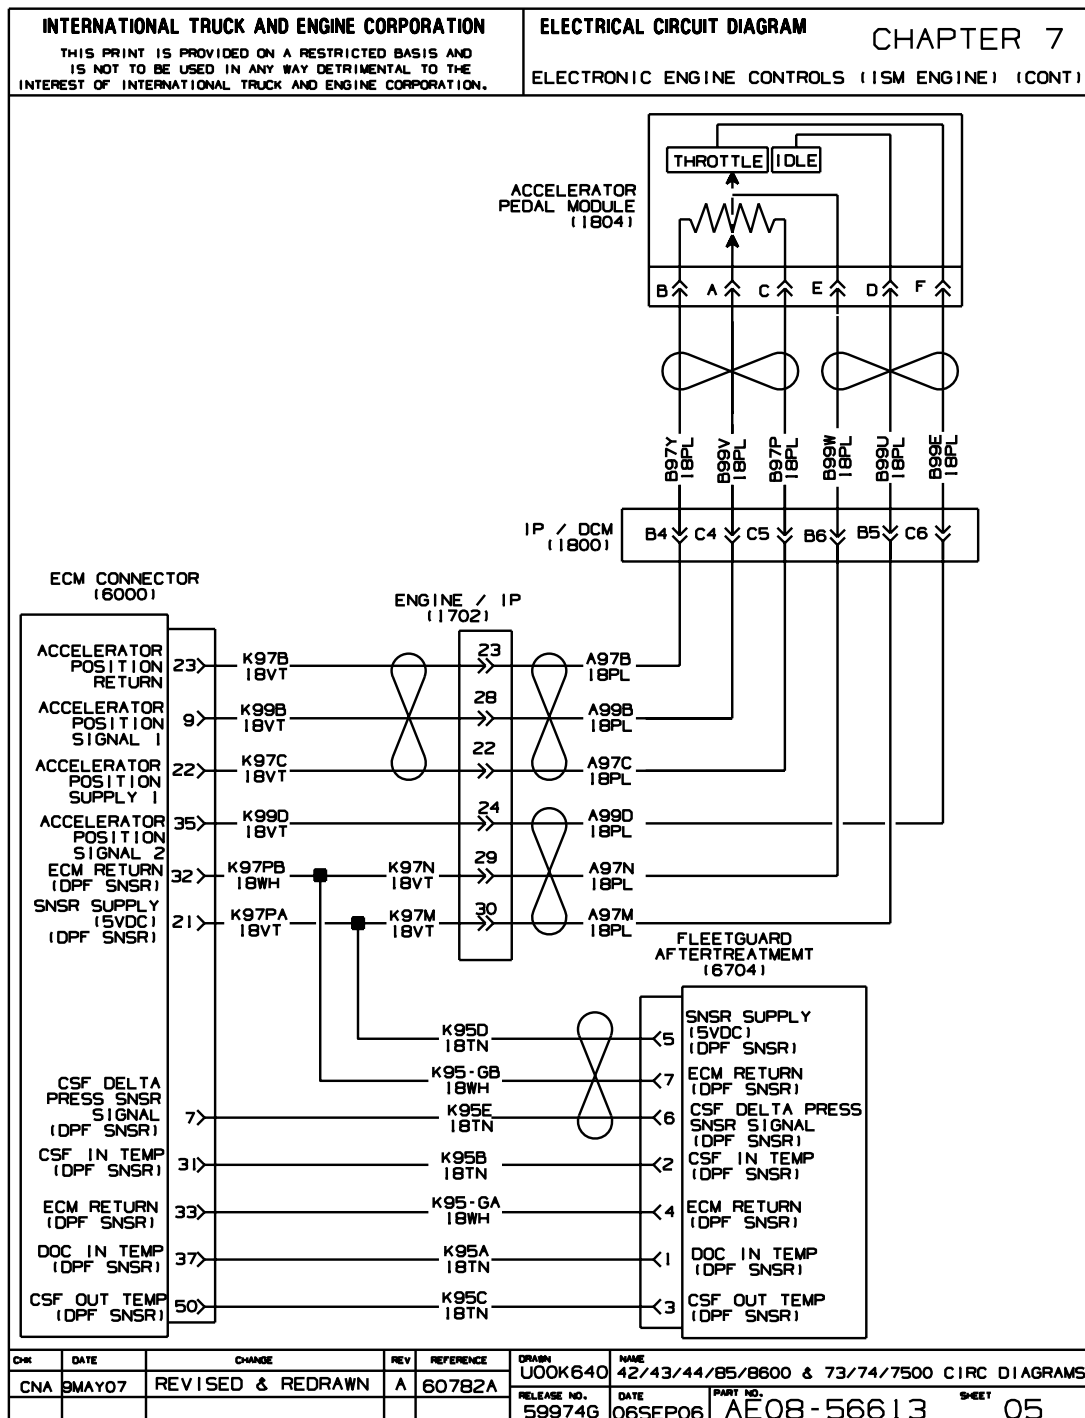 INTERNATIONAL TRUCK AND ENGINE CORPORATION
THIS PRINT IS PROVIDED ON A RESTRICTED BASIS AND
IS NOT TO BE USED IN ANY WAY DETRIMENTAL TO THE
INTEREST OF INTERNATIONAL TRUCK AND ENGINE CORPORATION.
ELECTRICAL CIRCUIT DIAGRAM
CHAPTER 7
ELECTRONIC ENGINE CONTROLS (ISM ENGINE) (CONT)
THROTTLE
IDLE
ACCELERATOR
PEDAL MODULE
(1804)
B A C E D F
B97Y 18PL
B99V 18PL
B97P 18PL
B99W 18PL
B99U 18PL
B99E 18PL
IP / DCM
(1800)
B4 C4 C5 B6 B5 C6
ECM CONNECTOR
(6000)
ENGINE / IP
(1702)
ACCELERATOR
POSITION
RETURN
23
K97B
18VT
23
A97B
18PL
ACCELERATOR
POSITION
SIGNAL 1
9
K99B
18VT
28
A99B
18PL
ACCELERATOR
POSITION
SUPPLY 1
22
K97C
18VT
22
A97C
18PL
ACCELERATOR
POSITION
SIGNAL 2
35
K99D
18VT
24
A99D
18PL
ECM RETURN
(DPF SNSR)
32
K97PB
18WH
K97N
18VT
29
A97N
18PL
SNSR SUPPLY
(5VDC)
(DPF SNSR)
21
K97PA
18VT
K97M
18VT
30
A97M
18PL
FLEETGUARD
AFTERTREATMEMT
(6704)
K95D
18TN
5
SNSR SUPPLY
(5VDC)
(DPF SNSR)
K95-GB
18WH
7
ECM RETURN
(DPF SNSR)
CSF DELTA
PRESS SNSR
SIGNAL
(DPF SNSR)
7
K95E
18TN
6
CSF DELTA PRESS
SNSR SIGNAL
(DPF SNSR)
CSF IN TEMP
(DPF SNSR)
31
K95B
18TN
2
CSF IN TEMP
(DPF SNSR)
ECM RETURN
(DPF SNSR)
33
K95-GA
18WH
4
ECM RETURN
(DPF SNSR)
DOC IN TEMP
(DPF SNSR)
37
K95A
18TN
1
DOC IN TEMP
(DPF SNSR)
CSF OUT TEMP
(DPF SNSR)
50
K95C
18TN
3
CSF OUT TEMP
(DPF SNSR)
CHK DATE CHANGE REV REFERENCE
CNA 9MAY07 REVISED & REDRAWN A 60782A
DRAWN
U00K640
NAME
42/43/44/85/8600 & 73/74/7500 CIRC DIAGRAMS
RELEASE NO.
59974G
DATE
06SEP06
PART NO.
AE08-56613
SHEET
05